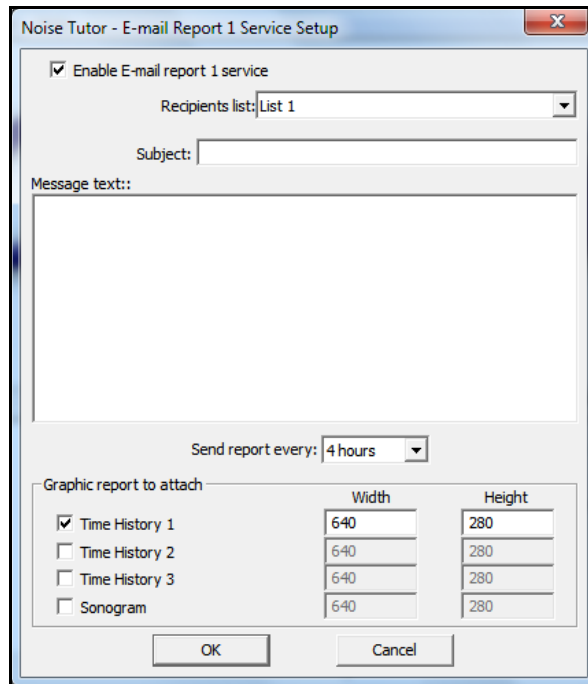 Noise Tutor - E-mail Report 1 Service Setup
Enable E-mail report 1 service
Recipients list: List 1
Subject:
Message text::
Send report every: 4 hours
Graphic report to attach
Width Height
Time History 1 640 280
Time History 2 640 280
Time History 3 640 280
Sonogram 640 280
OK Cancel